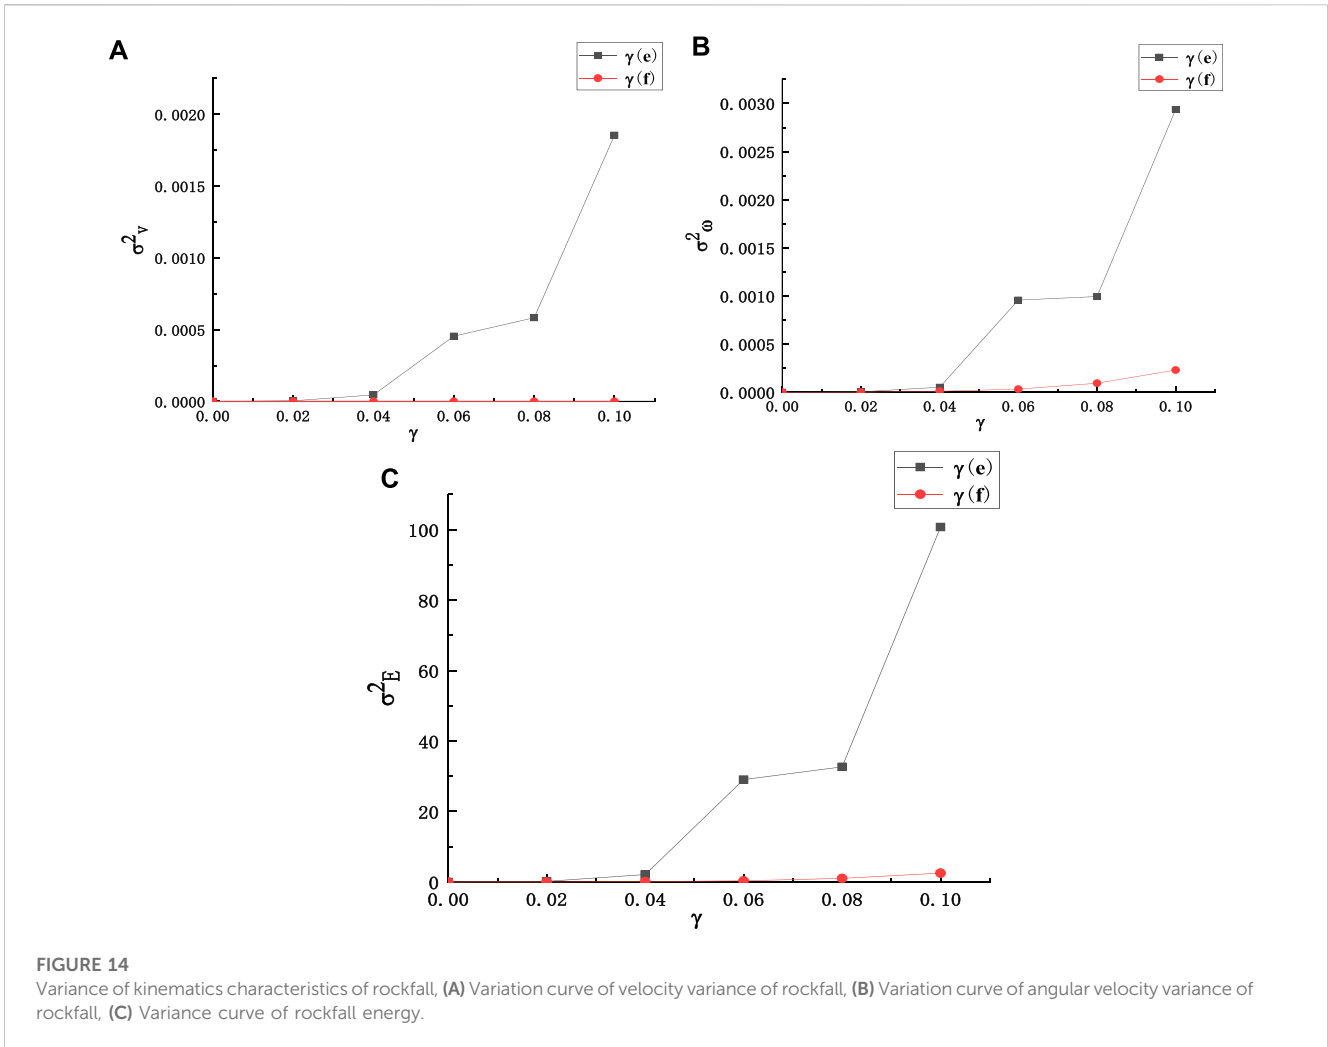 A
γ(e)
γ(f)
0.0020
0.0015
0.0010
0.0005
0.0000
σ²v
0.00 0.02 0.04 0.06 0.08 0.10
γ
B
γ(e)
γ(f)
0.0030
0.0025
0.0020
0.0015
0.0010
0.0005
0.0000
σ²ω
0.00 0.02 0.04 0.06 0.08 0.10
γ
C
γ(e)
γ(f)
100
80
60
40
20
0
σ²E
0.00 0.02 0.04 0.06 0.08 0.10
γ
FIGURE 14
Variance of kinematics characteristics of rockfall, (A) Variation curve of velocity variance of rockfall, (B) Variation curve of angular velocity variance of
rockfall, (C) Variance curve of rockfall energy.